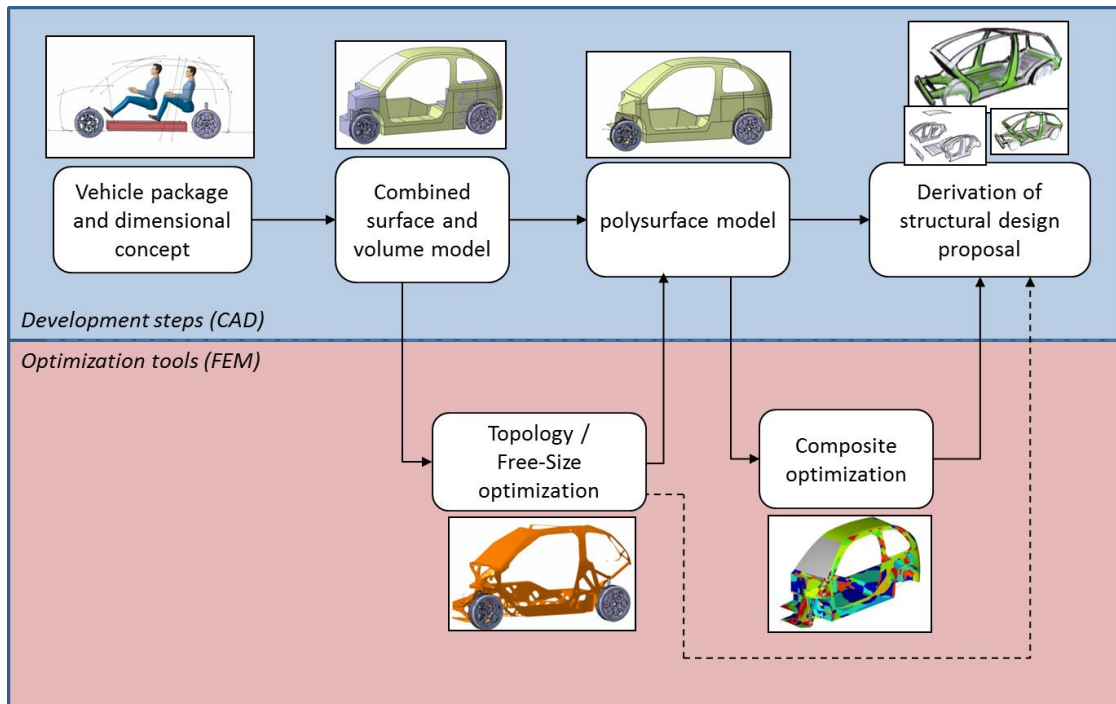 Vehicle package
and dimensional
concept
Combined
surface and
volume model
polysurface model
Derivation of
structural design
proposal
Development steps (CAD)
Optimization tools (FEM)
Topology /
Free-Size
optimization
Composite
optimization